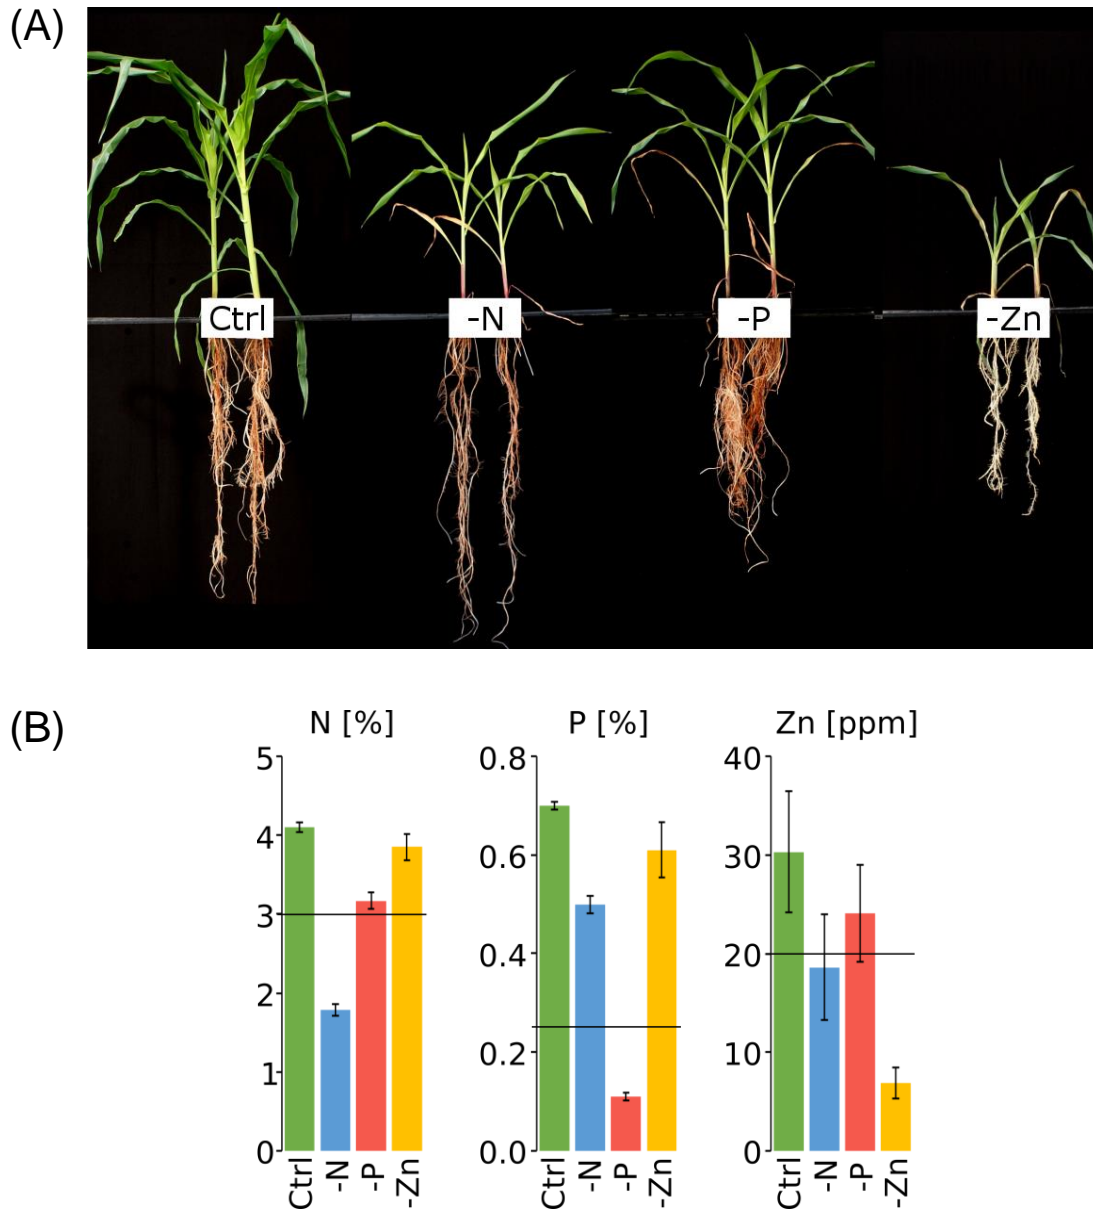 (A)
Ctrl -N -P -Zn
(B)
N [%] P [%] Zn [ppm]
5 0.8 40
4 0.6 30
3 0.4 20
2 0.2 10
1 0.0 0
0
Ctrl -N -P -Zn Ctrl -N -P -Zn Ctrl -N -P -Zn